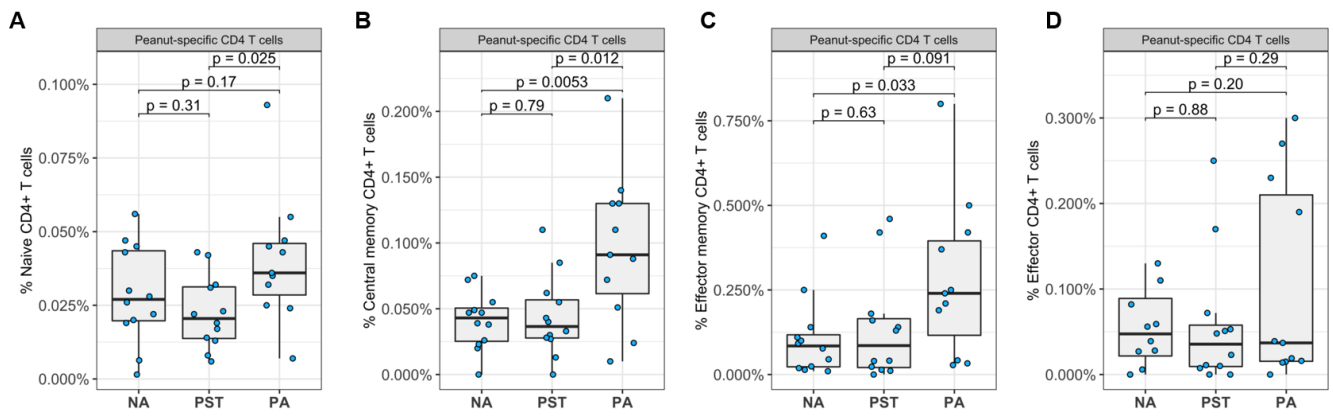 A
Peanut-specific CD4 T cells
p = 0.025
p = 0.17
p = 0.31
0.100%
0.075%
0.050%
0.025%
0.000%
% Naive CD4+ T cells
NA PST PA
B
Peanut-specific CD4 T cells
p = 0.012
p = 0.0053
p = 0.79
0.200%
0.150%
0.100%
0.050%
0.000%
% Central memory CD4+ T cells
NA PST PA
C
Peanut-specific CD4 T cells
p = 0.091
p = 0.033
p = 0.63
0.750%
0.500%
0.250%
0.000%
% Effector memory CD4+ T cells
NA PST PA
D
Peanut-specific CD4 T cells
p = 0.29
p = 0.20
p = 0.88
0.300%
0.200%
0.100%
0.000%
% Effector CD4+ T cells
NA PST PA